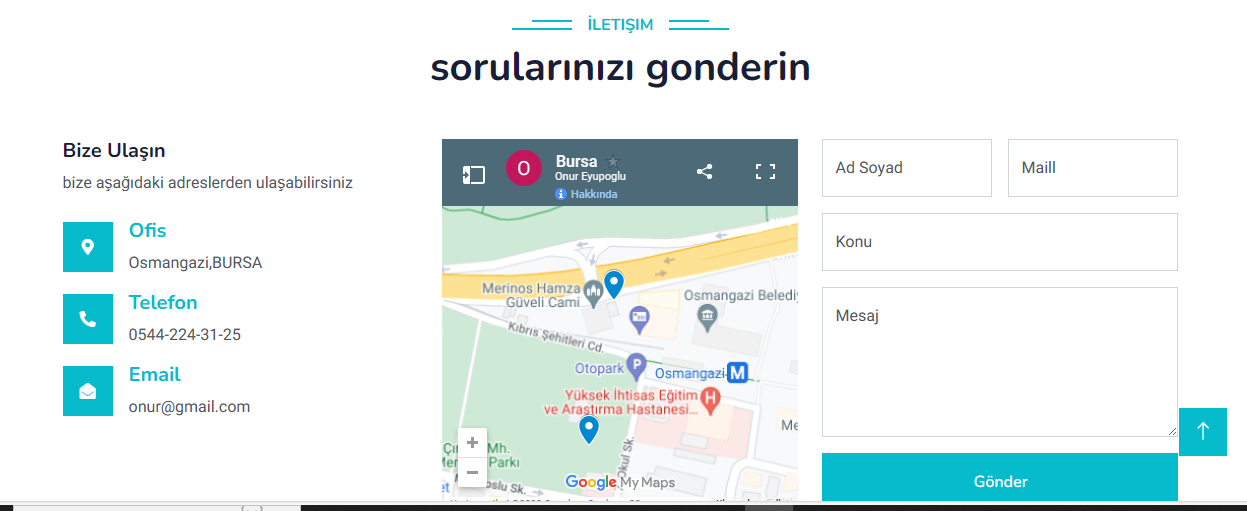 İLETIŞIM
sorularınızı gonderin
Bize Ulaşın
bize aşağıdaki adreslerden ulaşabilirsiniz
Ofis
Osmangazi,BURSA
Telefon
0544-224-31-25
Email
onur@gmail.com
O
Bursa
Onur Eyupoglu
Hakkında
Merinos Hamza
Güveli Cami
Osmangazi Belediy
Kıbrıs Şehitleri Cd.
Otopark
P
Osmangazi
M
Yüksek İhtisas Eğitim
ve Araştırma Hastanesi...
H
Me
Mh.
Parkı
Okul Sk.
Sk.
Google My Maps
Ad Soyad
Maill
Konu
Mesaj
Gönder